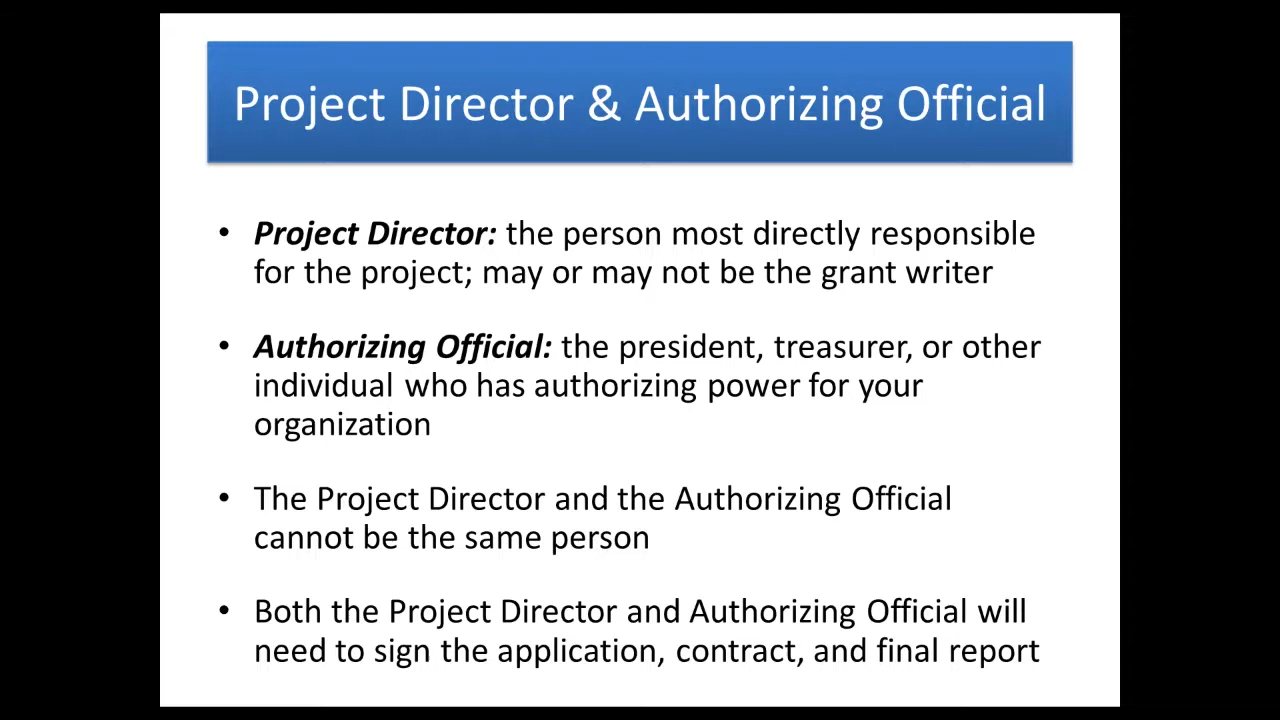 Project Director & Authorizing Official
• Project Director: the person most directly responsible
for the project; may or may not be the grant writer
• Authorizing Official: the president, treasurer, or other
individual who has authorizing power for your
organization
• The Project Director and the Authorizing Official
cannot be the same person
• Both the Project Director and Authorizing Official will
need to sign the application, contract, and final report